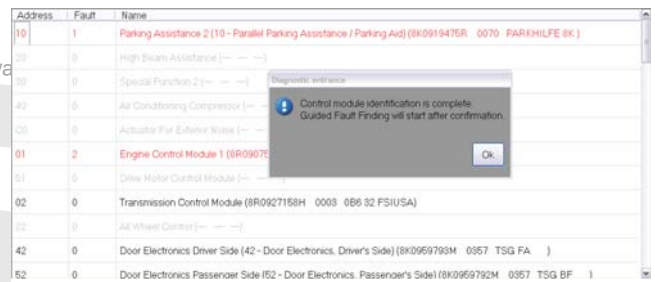 Address Fault Name
10 1 Parking Assistance 2 (10 - Parallel Parking Assistance / Parking Aid) (8K0919475R 0070 PARKHILFE 8K )
20 0 High Beam Assistance (— — —)
30 0 Special Function 2 (— — —)
Diagnostic entrance
40 0 Air Conditioning Compressor (— —
Control module identification is complete.
Guided Fault Finding will start after confirmation.
C0 0 Actuator For Exterior Noise (— —
01 2 Engine Control Module 1 (8R09075
Ok
51 0 Drive Motor Control Module (— —
02 0 Transmission Control Module (8R0927158H 0003 0B6 32 FSIUSA)
22 0 All Wheel Control (— — —)
42 0 Door Electronics Driver Side (42 - Door Electronics, Driver's Side) (8K0959793M 0357 TSG FA )
52 0 Door Electronics Passenger Side (52 - Door Electronics, Passenger's Side) (8K0959792M 0357 TSG BF )